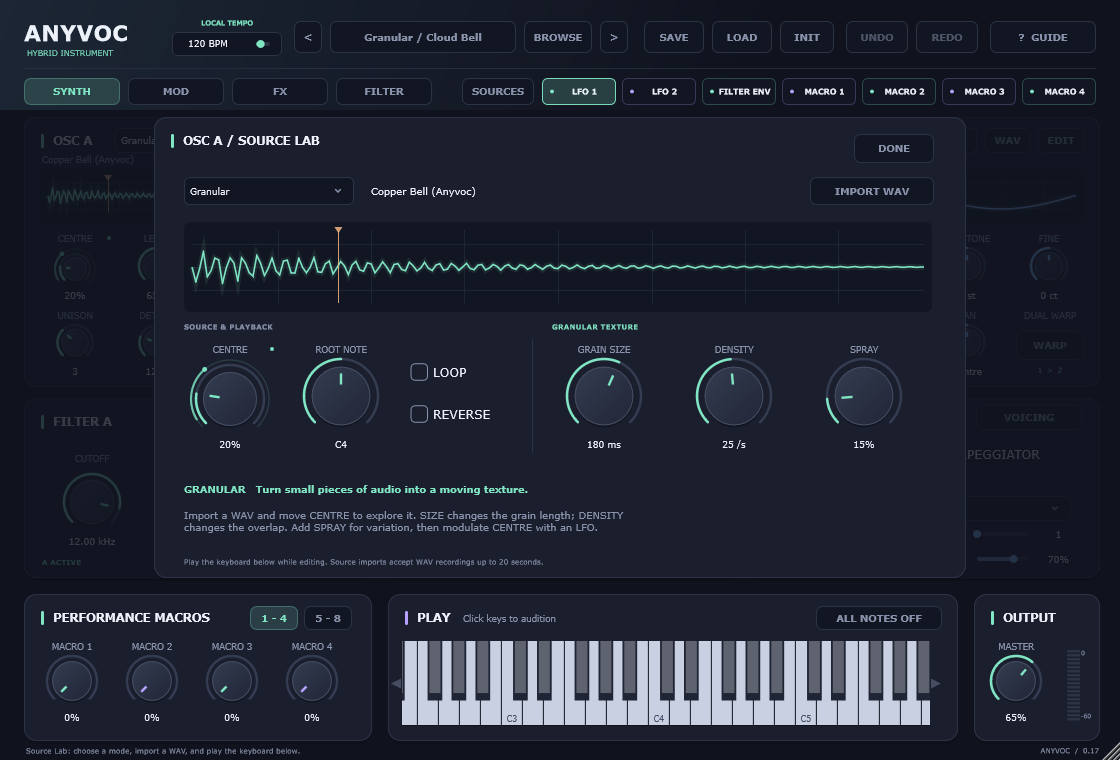 ANYVOC
HYBRID INSTRUMENT
LOCAL TEMPO
120 BPM
<
Granular / Cloud Bell
BROWSE
>
SAVE
LOAD
INIT
UNDO
REDO
? GUIDE
SYNTH
MOD
FX
FILTER
SOURCES
LFO 1
LFO 2
FILTER ENV
MACRO 1
MACRO 2
MACRO 3
MACRO 4
OSC A
Copper Bell (Anyvoc)
CENTRE
20%
UNISON
3
FILTER A
CUTOFF
12.00 kHz
A ACTIVE
OSC A / SOURCE LAB
DONE
Granular
Copper Bell (Anyvoc)
IMPORT WAV
SOURCE & PLAYBACK
GRANULAR TEXTURE
CENTRE
ROOT NOTE
LOOP
REVERSE
GRAIN SIZE
DENSITY
SPRAY
20%
C4
180 ms
25 /s
15%
GRANULAR Turn small pieces of audio into a moving texture.
Import a WAV and move CENTRE to explore it. SIZE changes the grain length; DENSITY
changes the overlap. Add SPRAY for variation, then modulate CENTRE with an LFO.
Play the keyboard below while editing. Source imports accept WAV recordings up to 20 seconds.
WAV
EDIT
FINE
st
0 ct
DUAL WARP
WARP
1 > 2
VOICING
1
70%
PERFORMANCE MACROS
1 - 4
5 - 8
MACRO 1
MACRO 2
MACRO 3
MACRO 4
0%
0%
0%
0%
PLAY
Click keys to audition
ALL NOTES OFF
C3
C4
C5
OUTPUT
MASTER
65%
0
-60
Source Lab: choose a mode, import a WAV, and play the keyboard below.
ANYVOC / 0.17